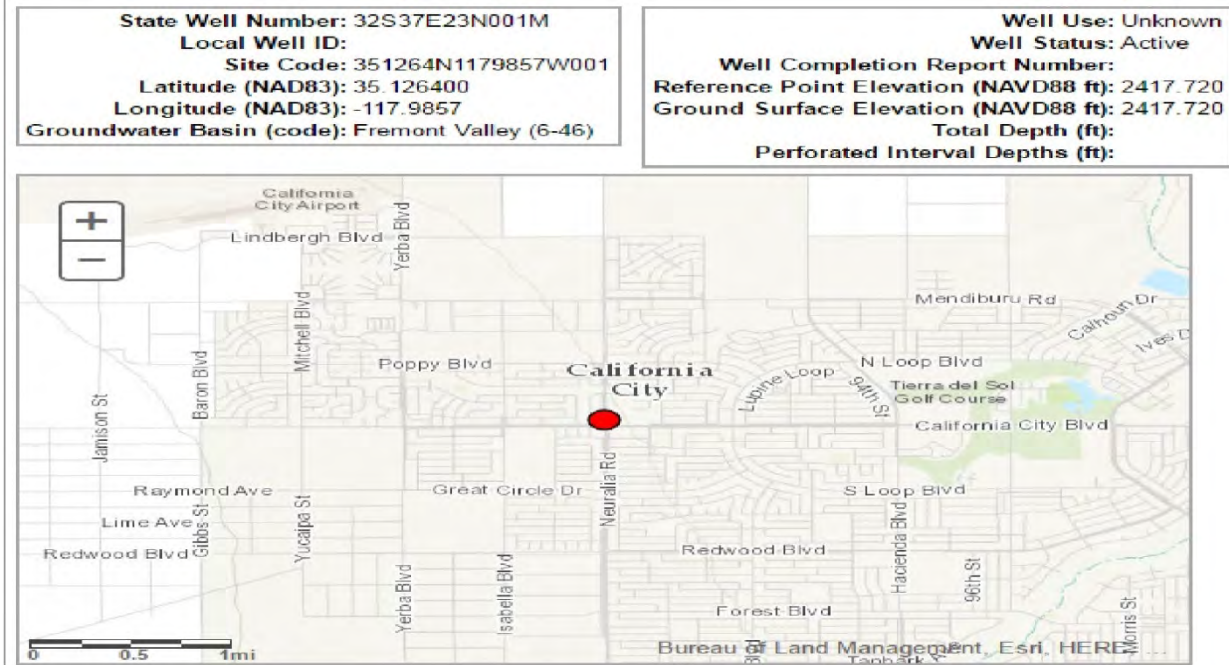 State Well Number: 32S37E23N001M
Local Well ID:
Site Code: 351264N1179857W001
Latitude (NAD83): 35.126400
Longitude (NAD83): -117.9857
Groundwater Basin (code): Fremont Valley (6-46)
Well Use: Unknown
Well Status: Active
Well Completion Report Number:
Reference Point Elevation (NAVD88 ft): 2417.720
Ground Surface Elevation (NAVD88 ft): 2417.720
Total Depth (ft):
Perforated Interval Depths (ft):
+
−
California
City Airport
Lindbergh Blvd
Yerba Blvd
Mendiburu Rd
Calhoun Dr
Ives
Mitchell Blvd
Baron Blvd
Jamison St
Poppy Blvd
California
City
Lupine Loop
94th St
N Loop Blvd
Tierra del Sol
Golf Course
California City Blvd
Neuralia Rd
Raymond Ave
Great Circle Dr
S Loop Blvd
Lime Ave
Gibbs St
Yucaipa St
Redwood Blvd
Redwood Blvd
Hacienda Blvd
96th St
Yerba Blvd
Isabella Blvd
Forest Blvd
Morris St
Blvd
Bureau of Land Management, Esri, HERE, ...
0 0.5 1mi